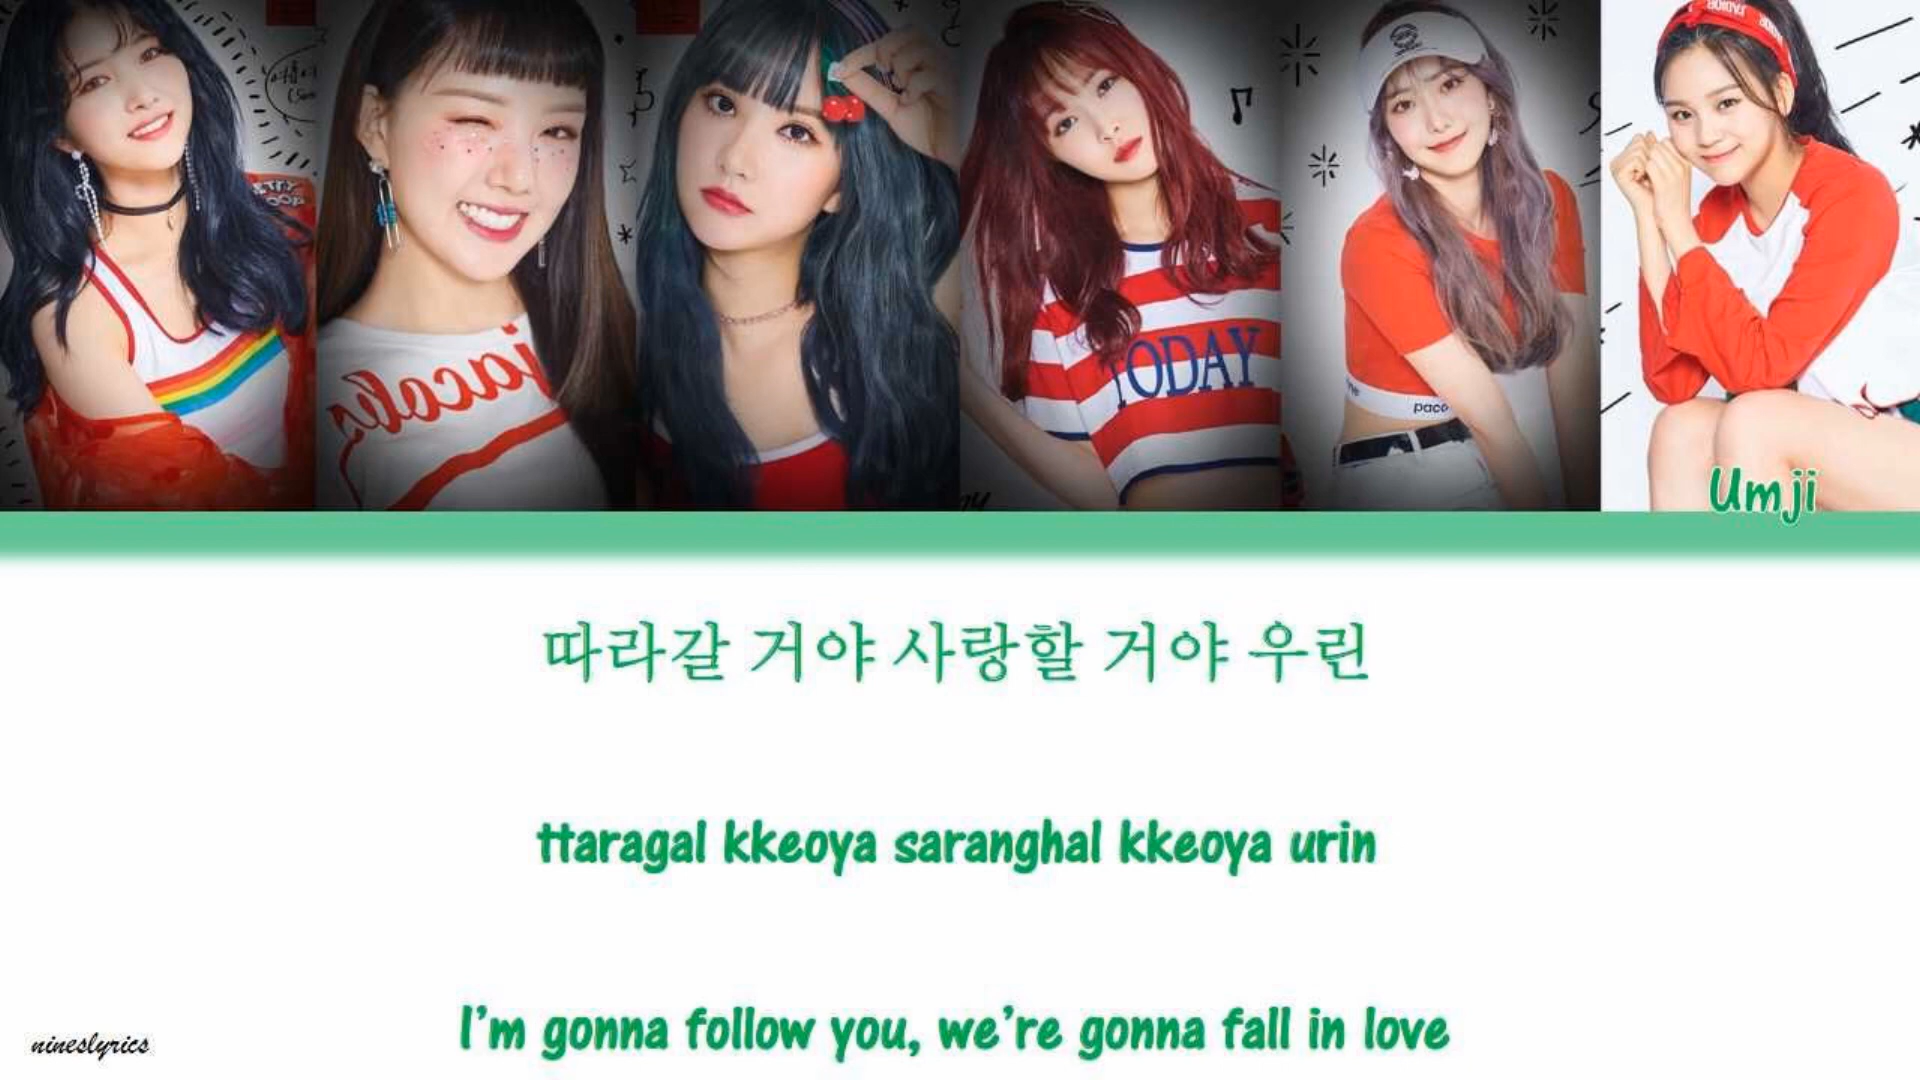 TODAY
paco
Umji
따라갈 거야 사랑할 거야 우린
ttaragal kkeoya saranghal kkeoya urin
I'm gonna follow you, we're gonna fall in love
nineslyrics